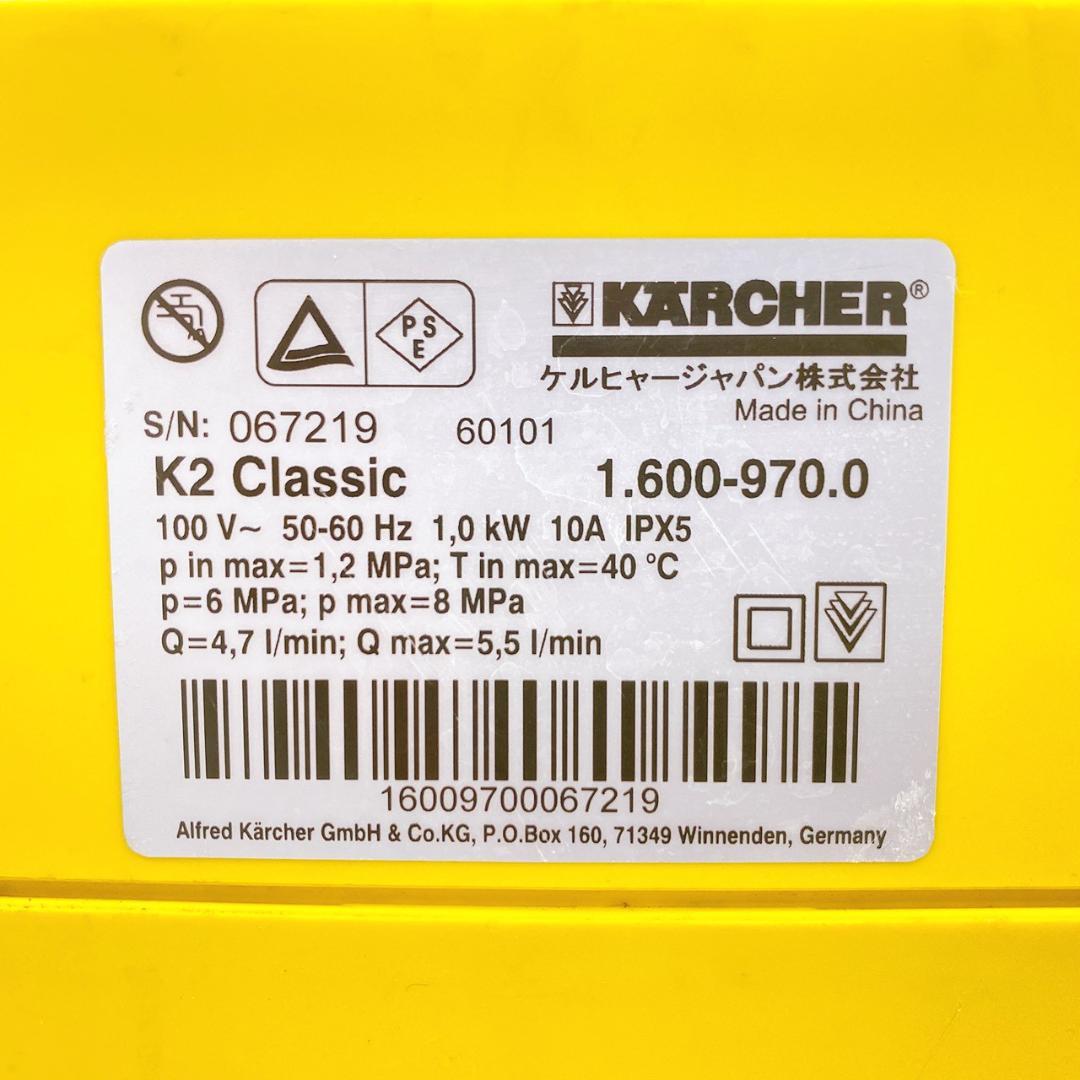 PSE
KÄRCHER®
ケルヒャージャパン株式会社
Made in China
S/N: 067219 60101
K2 Classic 1.600-970.0
100 V~ 50-60 Hz 1,0 kW 10A IPX5
p in max=1,2 MPa; T in max=40 °C
p=6 MPa; p max=8 MPa
Q=4,7 l/min; Q max=5,5 l/min
16009700067219
Alfred Kärcher GmbH & Co.KG, P.O.Box 160, 71349 Winnenden, Germany